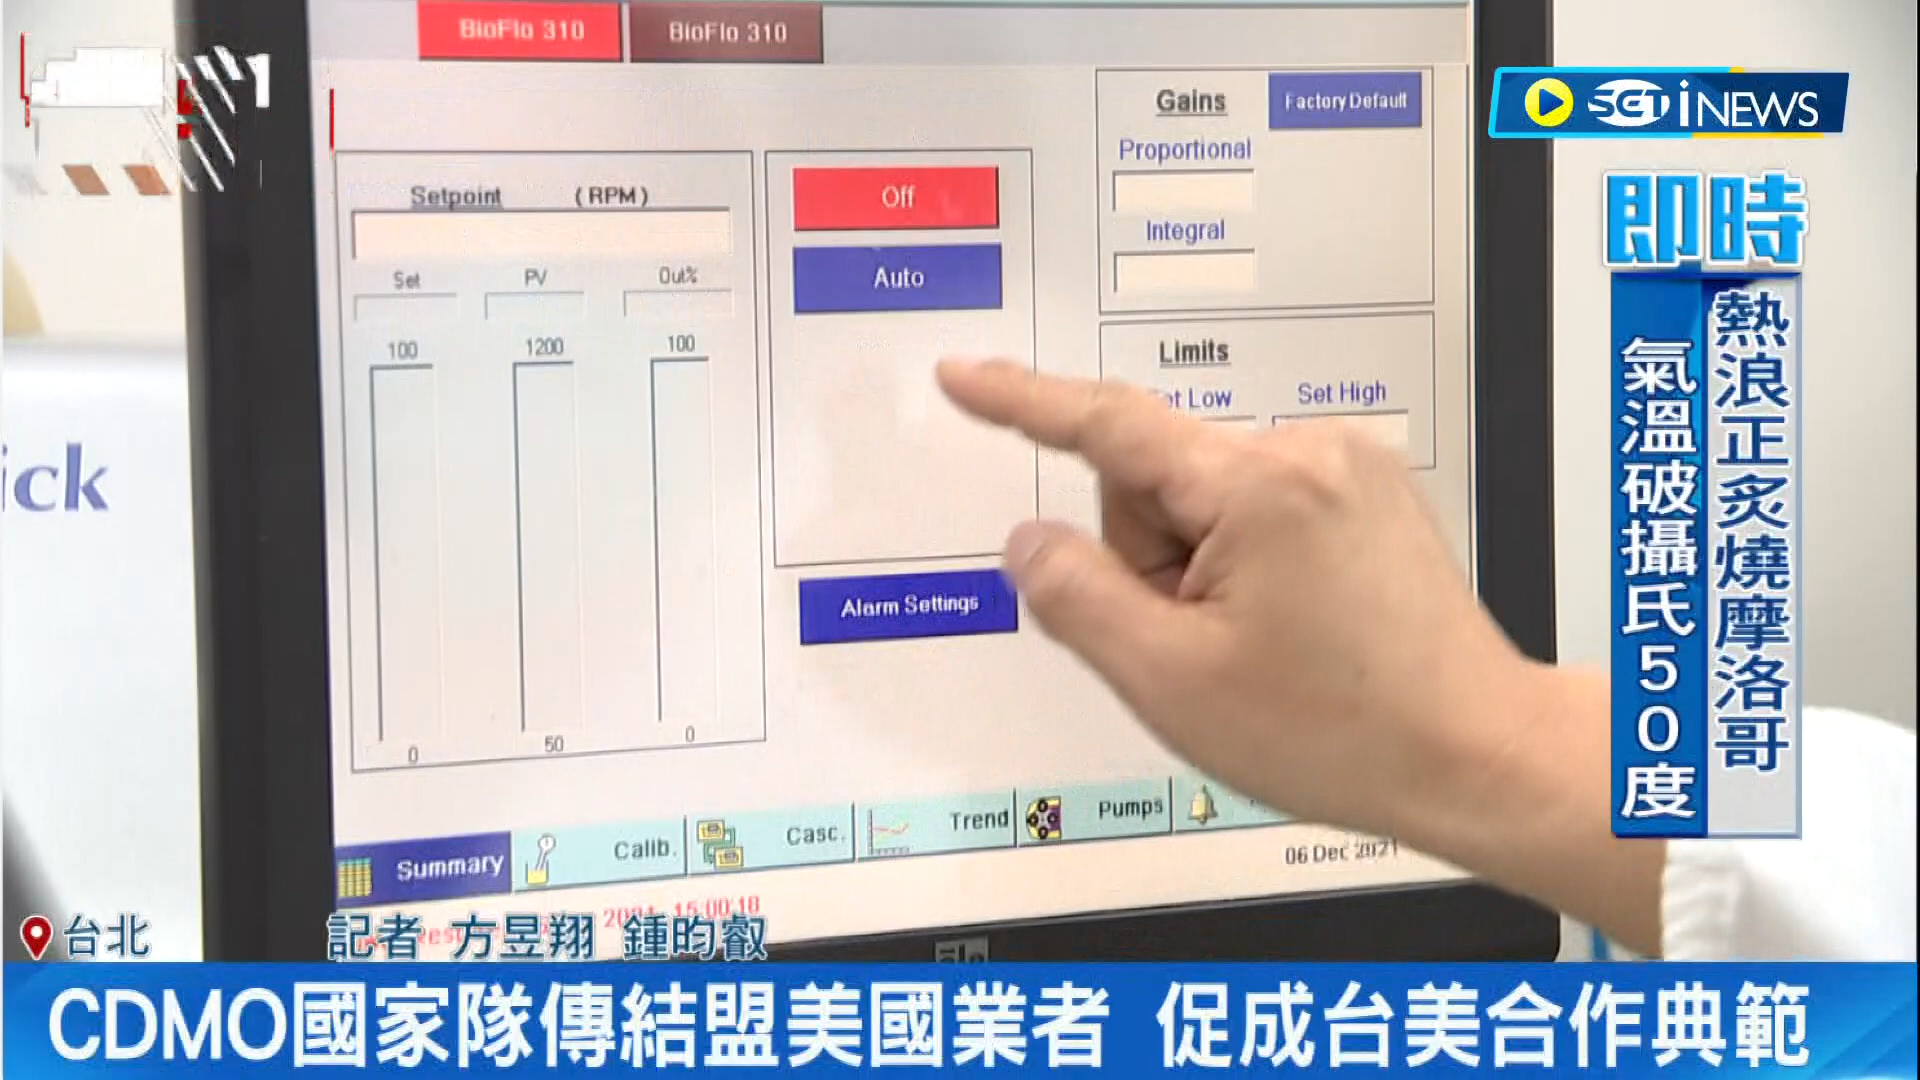 BioFlo 310
BioFlo 310
Setpoint (RPM)
Set PV Out%
100 1200 100
0 50 0
Off
Auto
Alarm Settings
Gains
Factory Default
Proportional
Integral
Limits
Set High
Summary
Calib.
Casc.
Trend
Pumps
06 Dec 2021
15:00:18
ick
SETiNEWS
即時
熱浪正炙燒摩洛哥
氣溫破攝氏50度
台北
記者 方昱翔 鍾昀叡
CDMO國家隊傳結盟美國業者 促成台美合作典範